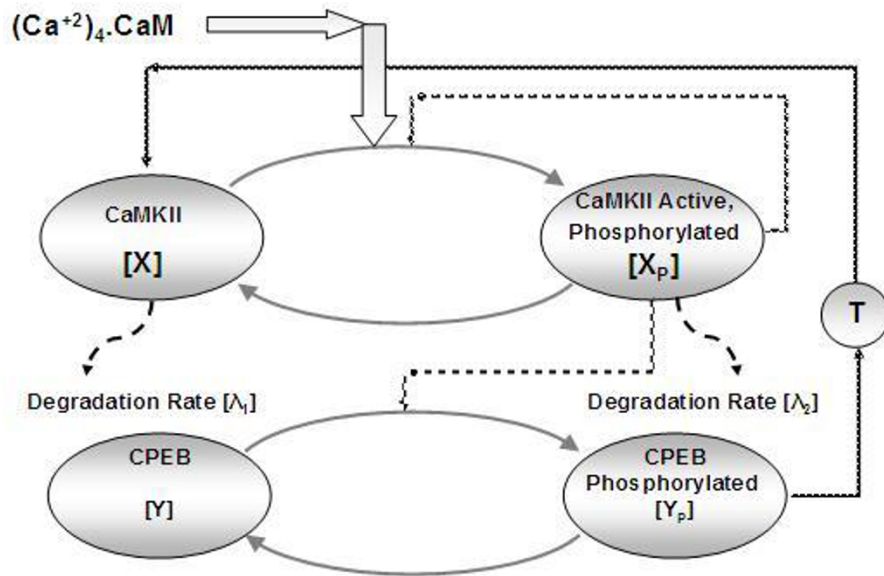 (Ca⁺²)₄.CaM
CaMKII
[X]
CaMKII Active,
Phosphorylated
[Xₚ]
T
Degradation Rate [λ₁]
Degradation Rate [λ₂]
CPEB
[Y]
CPEB
Phosphorylated
[Yₚ]